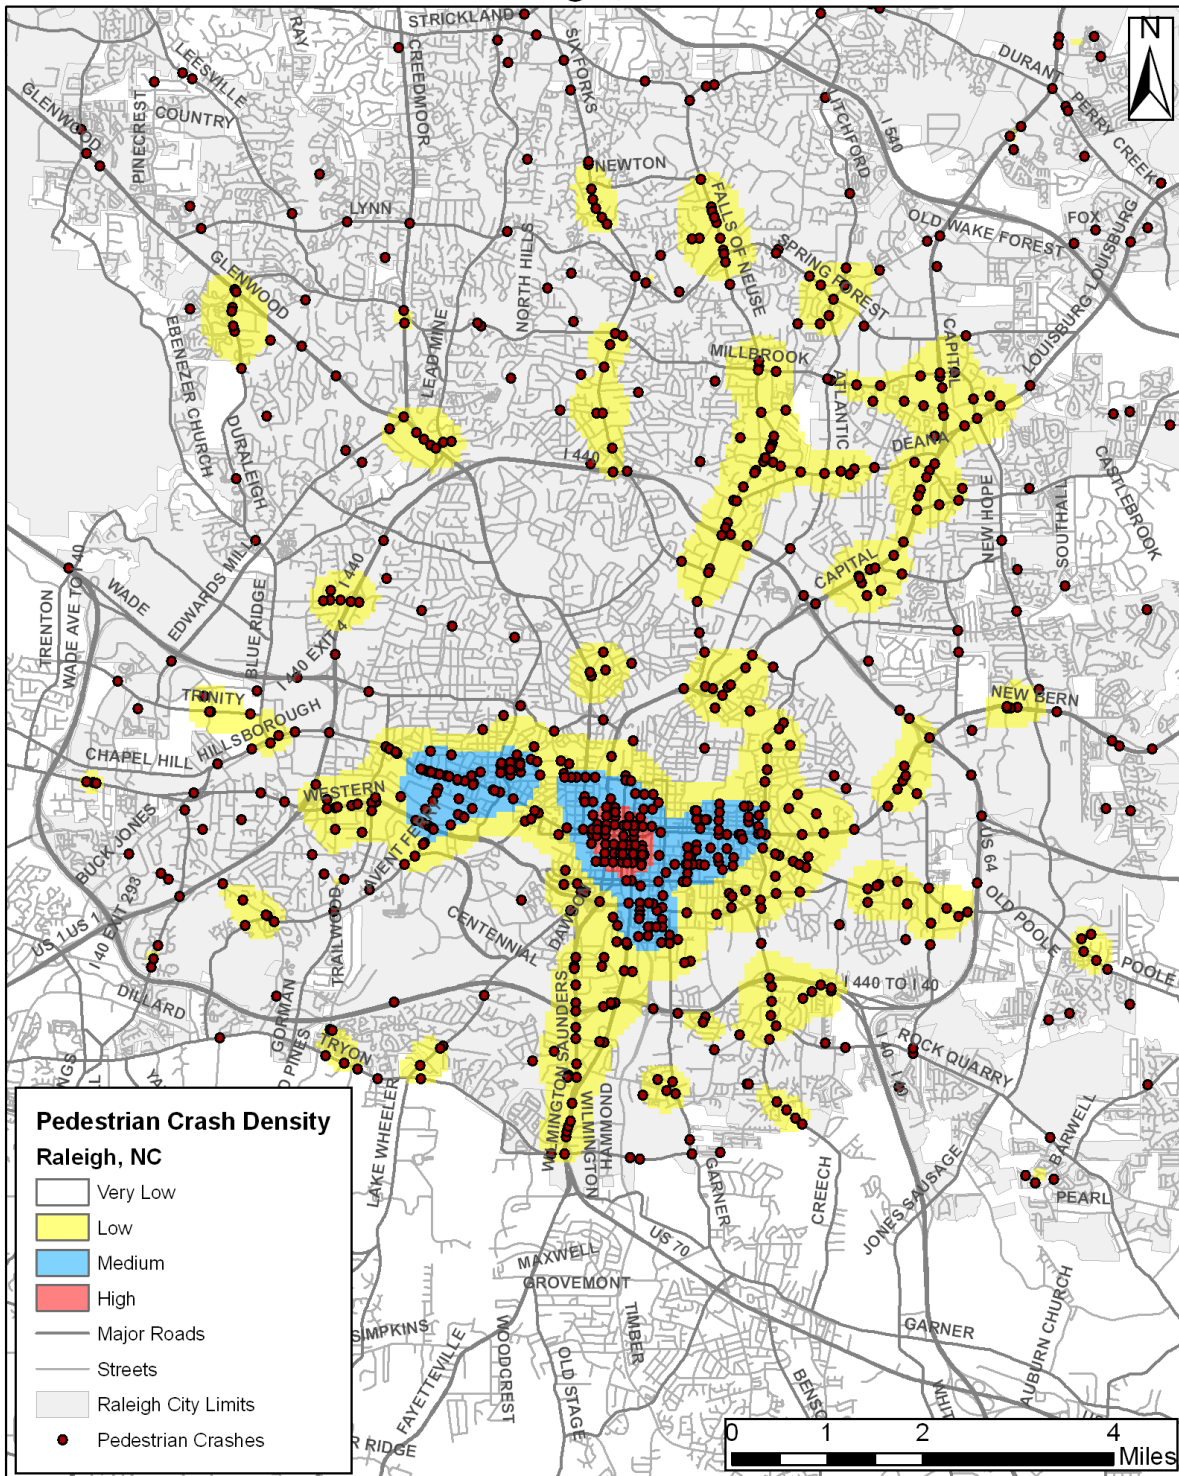 STRICKLAND
N
RAY
SIX FORKS
LEESVILLE
CREEDMOOR
DURANT
GLENWOOD
PINECREST
COUNTRY
ITCHFORD
I 540
PERRY CREEK
NEWTON
FALLS OF NEUSE
LYNN
OLD WAKE FOREST
FOX
LOUISBURG
LOUISBURG
NORTH HILLS
SPRING FOREST
GLENWOOD
LEAD MINE
EBENEZER CHURCH
MILLBROOK
CAPITAL
ATLANTIC
DURALEIGH
I 440
DEANA
NEW HOPE
SOUTHALL
CASTLEBROOK
CAPITAL
I 440
WADE
EDWARDS MILL
BLUE RIDGE
TRENTON
WADE AVE TO I 40
I 440 EXIT 4
TRINITY
NEW BERN
HILLSBOROUGH
CHAPEL HILL
WESTERN
BUCK JONES
AVENT FERRY
US 64
US 1
US 1
I 40 EXIT 293
TRAILWOOD
CENTENNIAL
DAWSON
OLD POOLE
POOLE
DILLARD
GORMAN
I 440 TO I 40
SAUNDERS
WILMINGTON
TRYON
I 40
I 40
ROCK QUARRY
LAKE WHEELER
WILMINGTON
WILMINGTON
HAMMOND
BARWELL
GARNER
CREECH
JONES SAUSAGE
PEARL
Pedestrian Crash Density
Raleigh, NC
Very Low
Low
Medium
High
Major Roads
Streets
Raleigh City Limits
Pedestrian Crashes
US 70
MAXWELL
GROVEMONT
TIMBER
SIMPKINS
FAYETTEVILLE
WOODCREST
OLD STAGE
GARNER
AUBURN CHURCH
BENSO
WHIT
R RIDGE
0 2 4
Miles